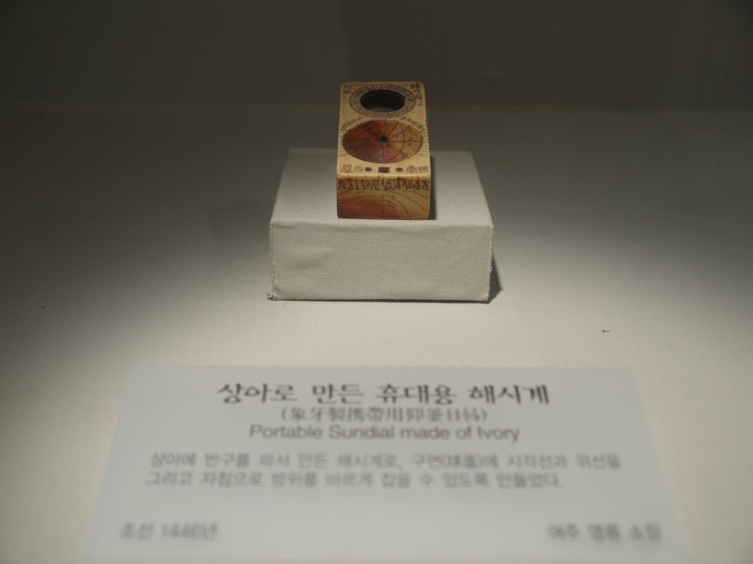 상아로 만든 휴대용 해시계
(象牙製携帶用仰釜日晷)
Portable Sundial made of Ivory
상아에 반구를 파서 만든 해시계로, 구면(球面)에 시각선과 위선을
그리고 자침으로 방위를 바르게 잡을 수 있도록 만들었다.
조선 1446년
여주 영릉 소장